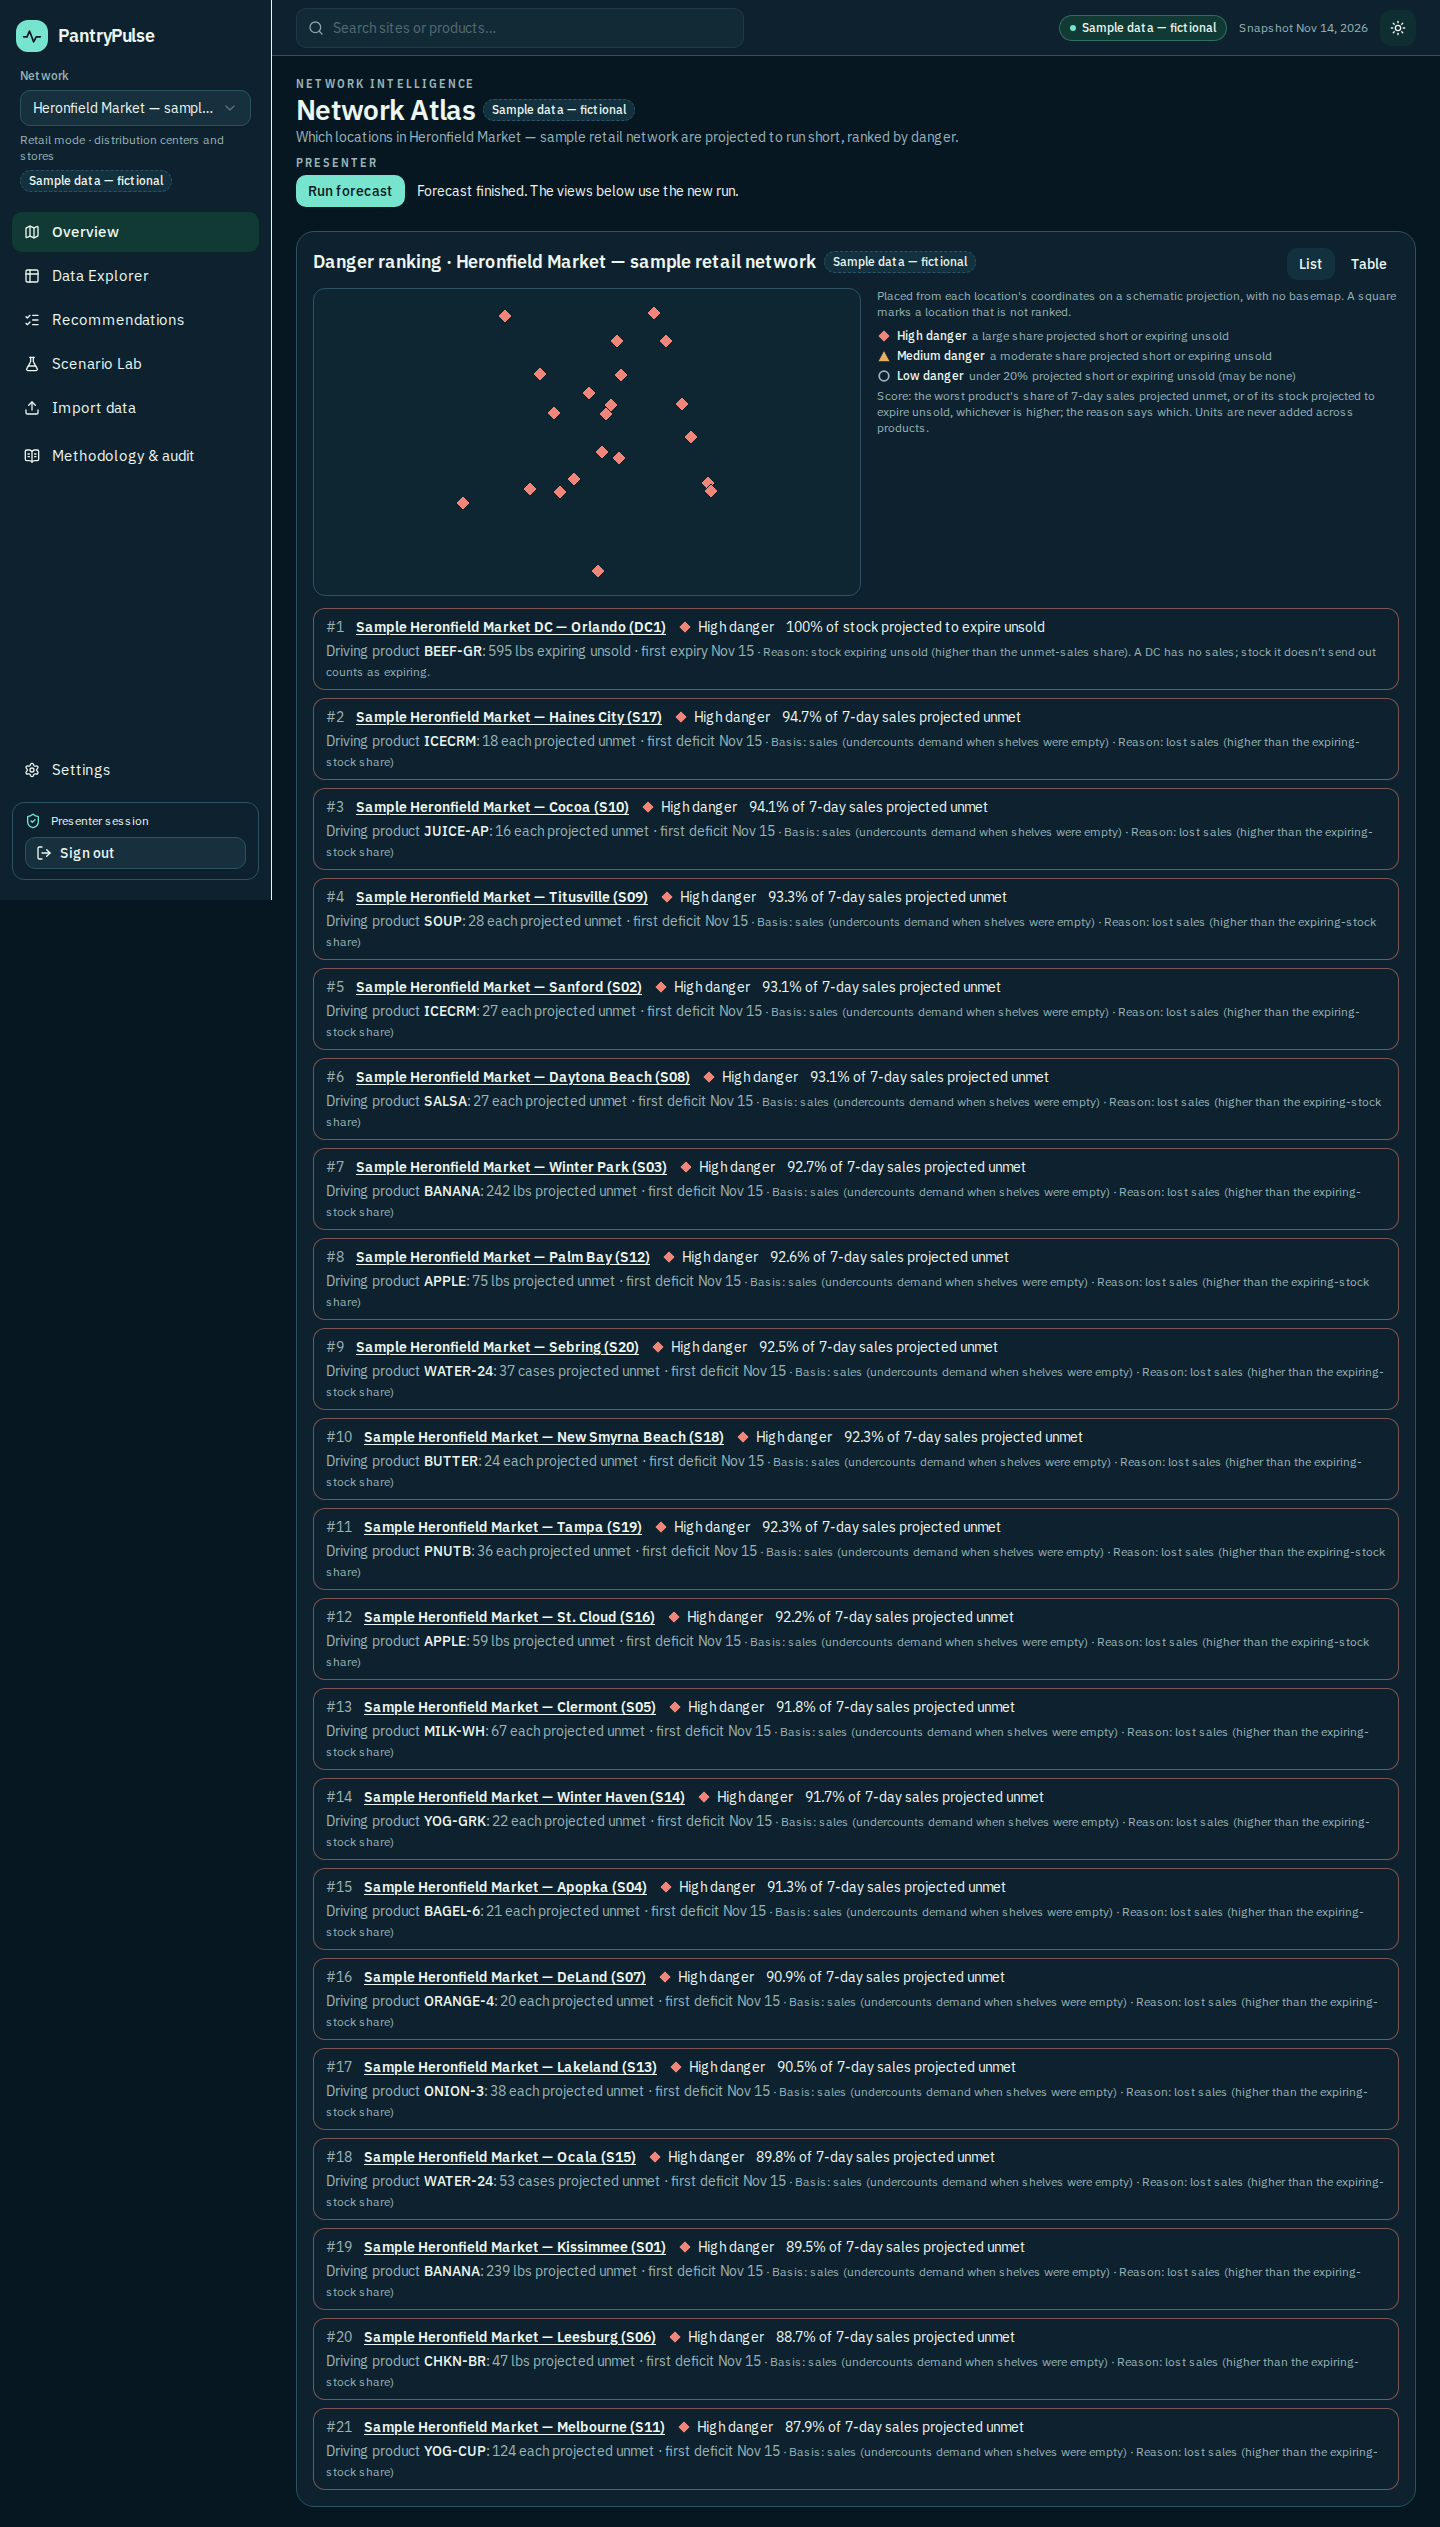 PantryPulse
Network
Heronfield Market — sampl...
Retail mode · distribution centers and
stores
Sample data — fictional
Overview
Data Explorer
Recommendations
Scenario Lab
Import data
Methodology & audit
Settings
Presenter session
Sign out
Search sites or products...
Sample data — fictional
Snapshot Nov 14, 2026
NETWORK INTELLIGENCE
Network Atlas Sample data — fictional
Which locations in Heronfield Market — sample retail network are projected to run short, ranked by danger.
PRESENTER
Run forecast Forecast finished. The views below use the new run.
Danger ranking · Heronfield Market — sample retail network Sample data — fictional
List Table
Placed from each location's coordinates on a schematic projection, with no basemap. A square
marks a location that is not ranked.
High danger a large share projected short or expiring unsold
Medium danger a moderate share projected short or expiring unsold
Low danger under 20% projected short or expiring unsold (may be none)
Score: the worst product's share of 7-day sales projected unmet, or of its stock projected to
expire unsold, whichever is higher; the reason says which. Units are never added across
products.
#1 Sample Heronfield Market DC — Orlando (DC1) High danger 100% of stock projected to expire unsold
Driving product BEEF-GR: 595 lbs expiring unsold · first expiry Nov 15 · Reason: stock expiring unsold (higher than the unmet-sales share). A DC has no sales; stock it doesn't send out
counts as expiring.
#2 Sample Heronfield Market — Haines City (S17) High danger 94.7% of 7-day sales projected unmet
Driving product ICECRM: 18 each projected unmet · first deficit Nov 15 · Basis: sales (undercounts demand when shelves were empty) · Reason: lost sales (higher than the expiring-
stock share)
#3 Sample Heronfield Market — Cocoa (S10) High danger 94.1% of 7-day sales projected unmet
Driving product JUICE-AP: 16 each projected unmet · first deficit Nov 15 · Basis: sales (undercounts demand when shelves were empty) · Reason: lost sales (higher than the expiring-
stock share)
#4 Sample Heronfield Market — Titusville (S09) High danger 93.3% of 7-day sales projected unmet
Driving product SOUP: 28 each projected unmet · first deficit Nov 15 · Basis: sales (undercounts demand when shelves were empty) · Reason: lost sales (higher than the expiring-stock
share)
#5 Sample Heronfield Market — Sanford (S02) High danger 93.1% of 7-day sales projected unmet
Driving product ICECRM: 27 each projected unmet · first deficit Nov 15 · Basis: sales (undercounts demand when shelves were empty) · Reason: lost sales (higher than the expiring-
stock share)
#6 Sample Heronfield Market — Daytona Beach (S08) High danger 93.1% of 7-day sales projected unmet
Driving product SALSA: 27 each projected unmet · first deficit Nov 15 · Basis: sales (undercounts demand when shelves were empty) · Reason: lost sales (higher than the expiring-stock
share)
#7 Sample Heronfield Market — Winter Park (S03) High danger 92.7% of 7-day sales projected unmet
Driving product BANANA: 242 lbs projected unmet · first deficit Nov 15 · Basis: sales (undercounts demand when shelves were empty) · Reason: lost sales (higher than the expiring-
stock share)
#8 Sample Heronfield Market — Palm Bay (S12) High danger 92.6% of 7-day sales projected unmet
Driving product APPLE: 75 lbs projected unmet · first deficit Nov 15 · Basis: sales (undercounts demand when shelves were empty) · Reason: lost sales (higher than the expiring-stock
share)
#9 Sample Heronfield Market — Sebring (S20) High danger 92.5% of 7-day sales projected unmet
Driving product WATER-24: 37 cases projected unmet · first deficit Nov 15 · Basis: sales (undercounts demand when shelves were empty) · Reason: lost sales (higher than the expiring-
stock share)
#10 Sample Heronfield Market — New Smyrna Beach (S18) High danger 92.3% of 7-day sales projected unmet
Driving product BUTTER: 24 each projected unmet · first deficit Nov 15 · Basis: sales (undercounts demand when shelves were empty) · Reason: lost sales (higher than the expiring-
stock share)
#11 Sample Heronfield Market — Tampa (S19) High danger 92.3% of 7-day sales projected unmet
Driving product PNUTB: 36 each projected unmet · first deficit Nov 15 · Basis: sales (undercounts demand when shelves were empty) · Reason: lost sales (higher than the expiring-stock
share)
#12 Sample Heronfield Market — St. Cloud (S16) High danger 92.2% of 7-day sales projected unmet
Driving product APPLE: 59 lbs projected unmet · first deficit Nov 15 · Basis: sales (undercounts demand when shelves were empty) · Reason: lost sales (higher than the expiring-stock
share)
#13 Sample Heronfield Market — Clermont (S05) High danger 91.8% of 7-day sales projected unmet
Driving product MILK-WH: 67 each projected unmet · first deficit Nov 15 · Basis: sales (undercounts demand when shelves were empty) · Reason: lost sales (higher than the expiring-
stock share)
#14 Sample Heronfield Market — Winter Haven (S14) High danger 91.7% of 7-day sales projected unmet
Driving product YOG-GRK: 22 each projected unmet · first deficit Nov 15 · Basis: sales (undercounts demand when shelves were empty) · Reason: lost sales (higher than the expiring-
stock share)
#15 Sample Heronfield Market — Apopka (S04) High danger 91.3% of 7-day sales projected unmet
Driving product BAGEL-6: 21 each projected unmet · first deficit Nov 15 · Basis: sales (undercounts demand when shelves were empty) · Reason: lost sales (higher than the expiring-
stock share)
#16 Sample Heronfield Market — DeLand (S07) High danger 90.9% of 7-day sales projected unmet
Driving product ORANGE-4: 20 each projected unmet · first deficit Nov 15 · Basis: sales (undercounts demand when shelves were empty) · Reason: lost sales (higher than the expiring-
stock share)
#17 Sample Heronfield Market — Lakeland (S13) High danger 90.5% of 7-day sales projected unmet
Driving product ONION-3: 38 each projected unmet · first deficit Nov 15 · Basis: sales (undercounts demand when shelves were empty) · Reason: lost sales (higher than the expiring-
stock share)
#18 Sample Heronfield Market — Ocala (S15) High danger 89.8% of 7-day sales projected unmet
Driving product WATER-24: 53 cases projected unmet · first deficit Nov 15 · Basis: sales (undercounts demand when shelves were empty) · Reason: lost sales (higher than the expiring-
stock share)
#19 Sample Heronfield Market — Kissimmee (S01) High danger 89.5% of 7-day sales projected unmet
Driving product BANANA: 239 lbs projected unmet · first deficit Nov 15 · Basis: sales (undercounts demand when shelves were empty) · Reason: lost sales (higher than the expiring-
stock share)
#20 Sample Heronfield Market — Leesburg (S06) High danger 88.7% of 7-day sales projected unmet
Driving product CHKN-BR: 47 lbs projected unmet · first deficit Nov 15 · Basis: sales (undercounts demand when shelves were empty) · Reason: lost sales (higher than the expiring-
stock share)
#21 Sample Heronfield Market — Melbourne (S11) High danger 87.9% of 7-day sales projected unmet
Driving product YOG-CUP: 124 each projected unmet · first deficit Nov 15 · Basis: sales (undercounts demand when shelves were empty) · Reason: lost sales (higher than the expiring-
stock share)